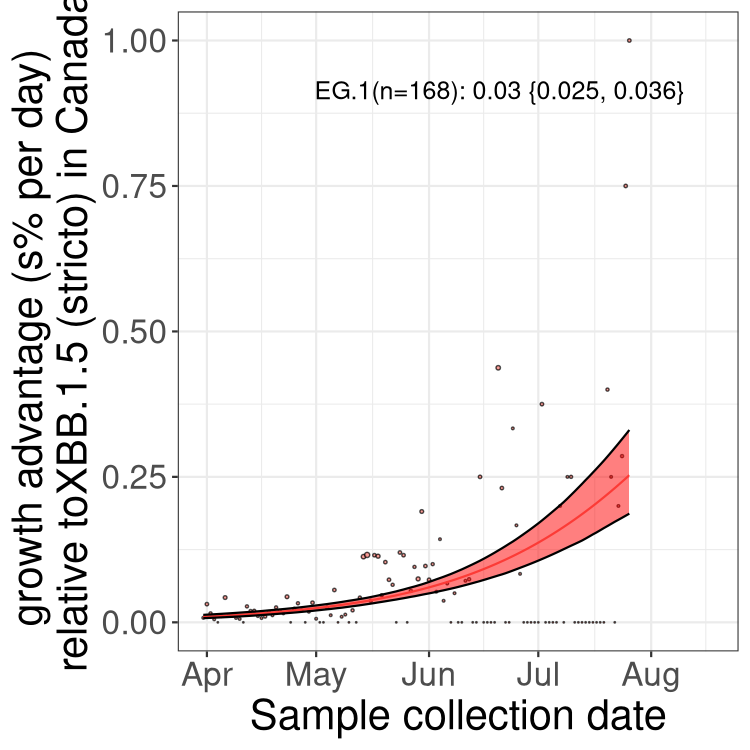 growth advantage (s% per day)
relative toXBB.1.5 (stricto) in Canada
1.00
0.75
0.50
0.25
0.00
EG.1(n=168): 0.03 {0.025, 0.036}
Apr May Jun Jul Aug
Sample collection date